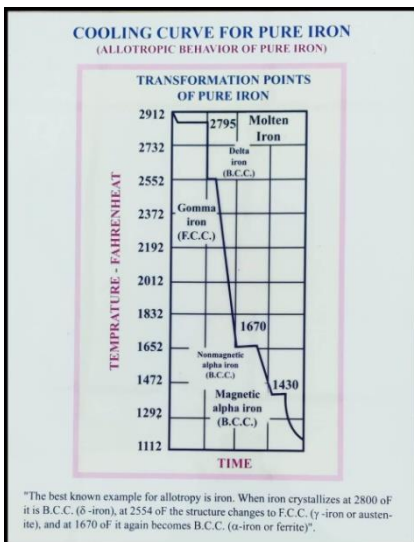 COOLING CURVE FOR PURE IRON
(ALLOTROPIC BEHAVIOR OF PURE IRON)
TRANSFORMATION POINTS
OF PURE IRON
2912
2795
Molten
Iron
2732
Delta
iron
(B.C.C.)
2552
Gomma
iron
(F.C.C.)
2372
2192
2012
1832
1670
1652
Nonmagnetic
alpha iron
(B.C.C.)
1472
1430
Magnetic
alpha iron
(B.C.C.)
1292
1112
TEMPRATURE - FAHRENHEAT
TIME
"The best known example for allotropy is iron. When iron crystallizes at 2800 oF
it is B.C.C. (δ -iron), at 2554 of the structure changes to F.C.C. (γ -iron or austen-
ite), and at 1670 oF it again becomes B.C.C. (α-iron or ferrite)".